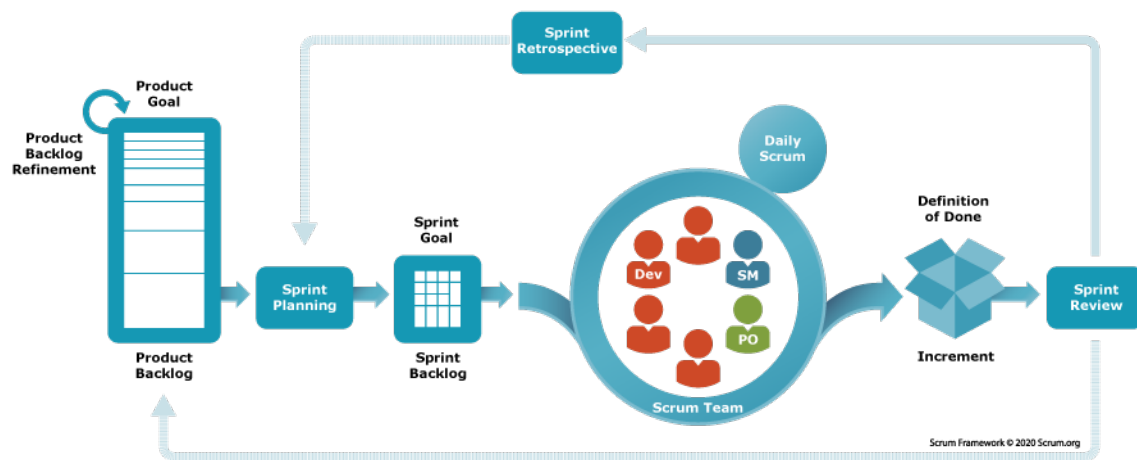 Sprint
Retrospective
Product
Goal
Product
Backlog
Refinement
Daily
Scrum
Sprint
Goal
Definition
of Done
Dev
SM
Sprint
Planning
Sprint
Review
PO
Product
Backlog
Sprint
Backlog
Increment
Scrum Team
Scrum Framework © 2020 Scrum.org